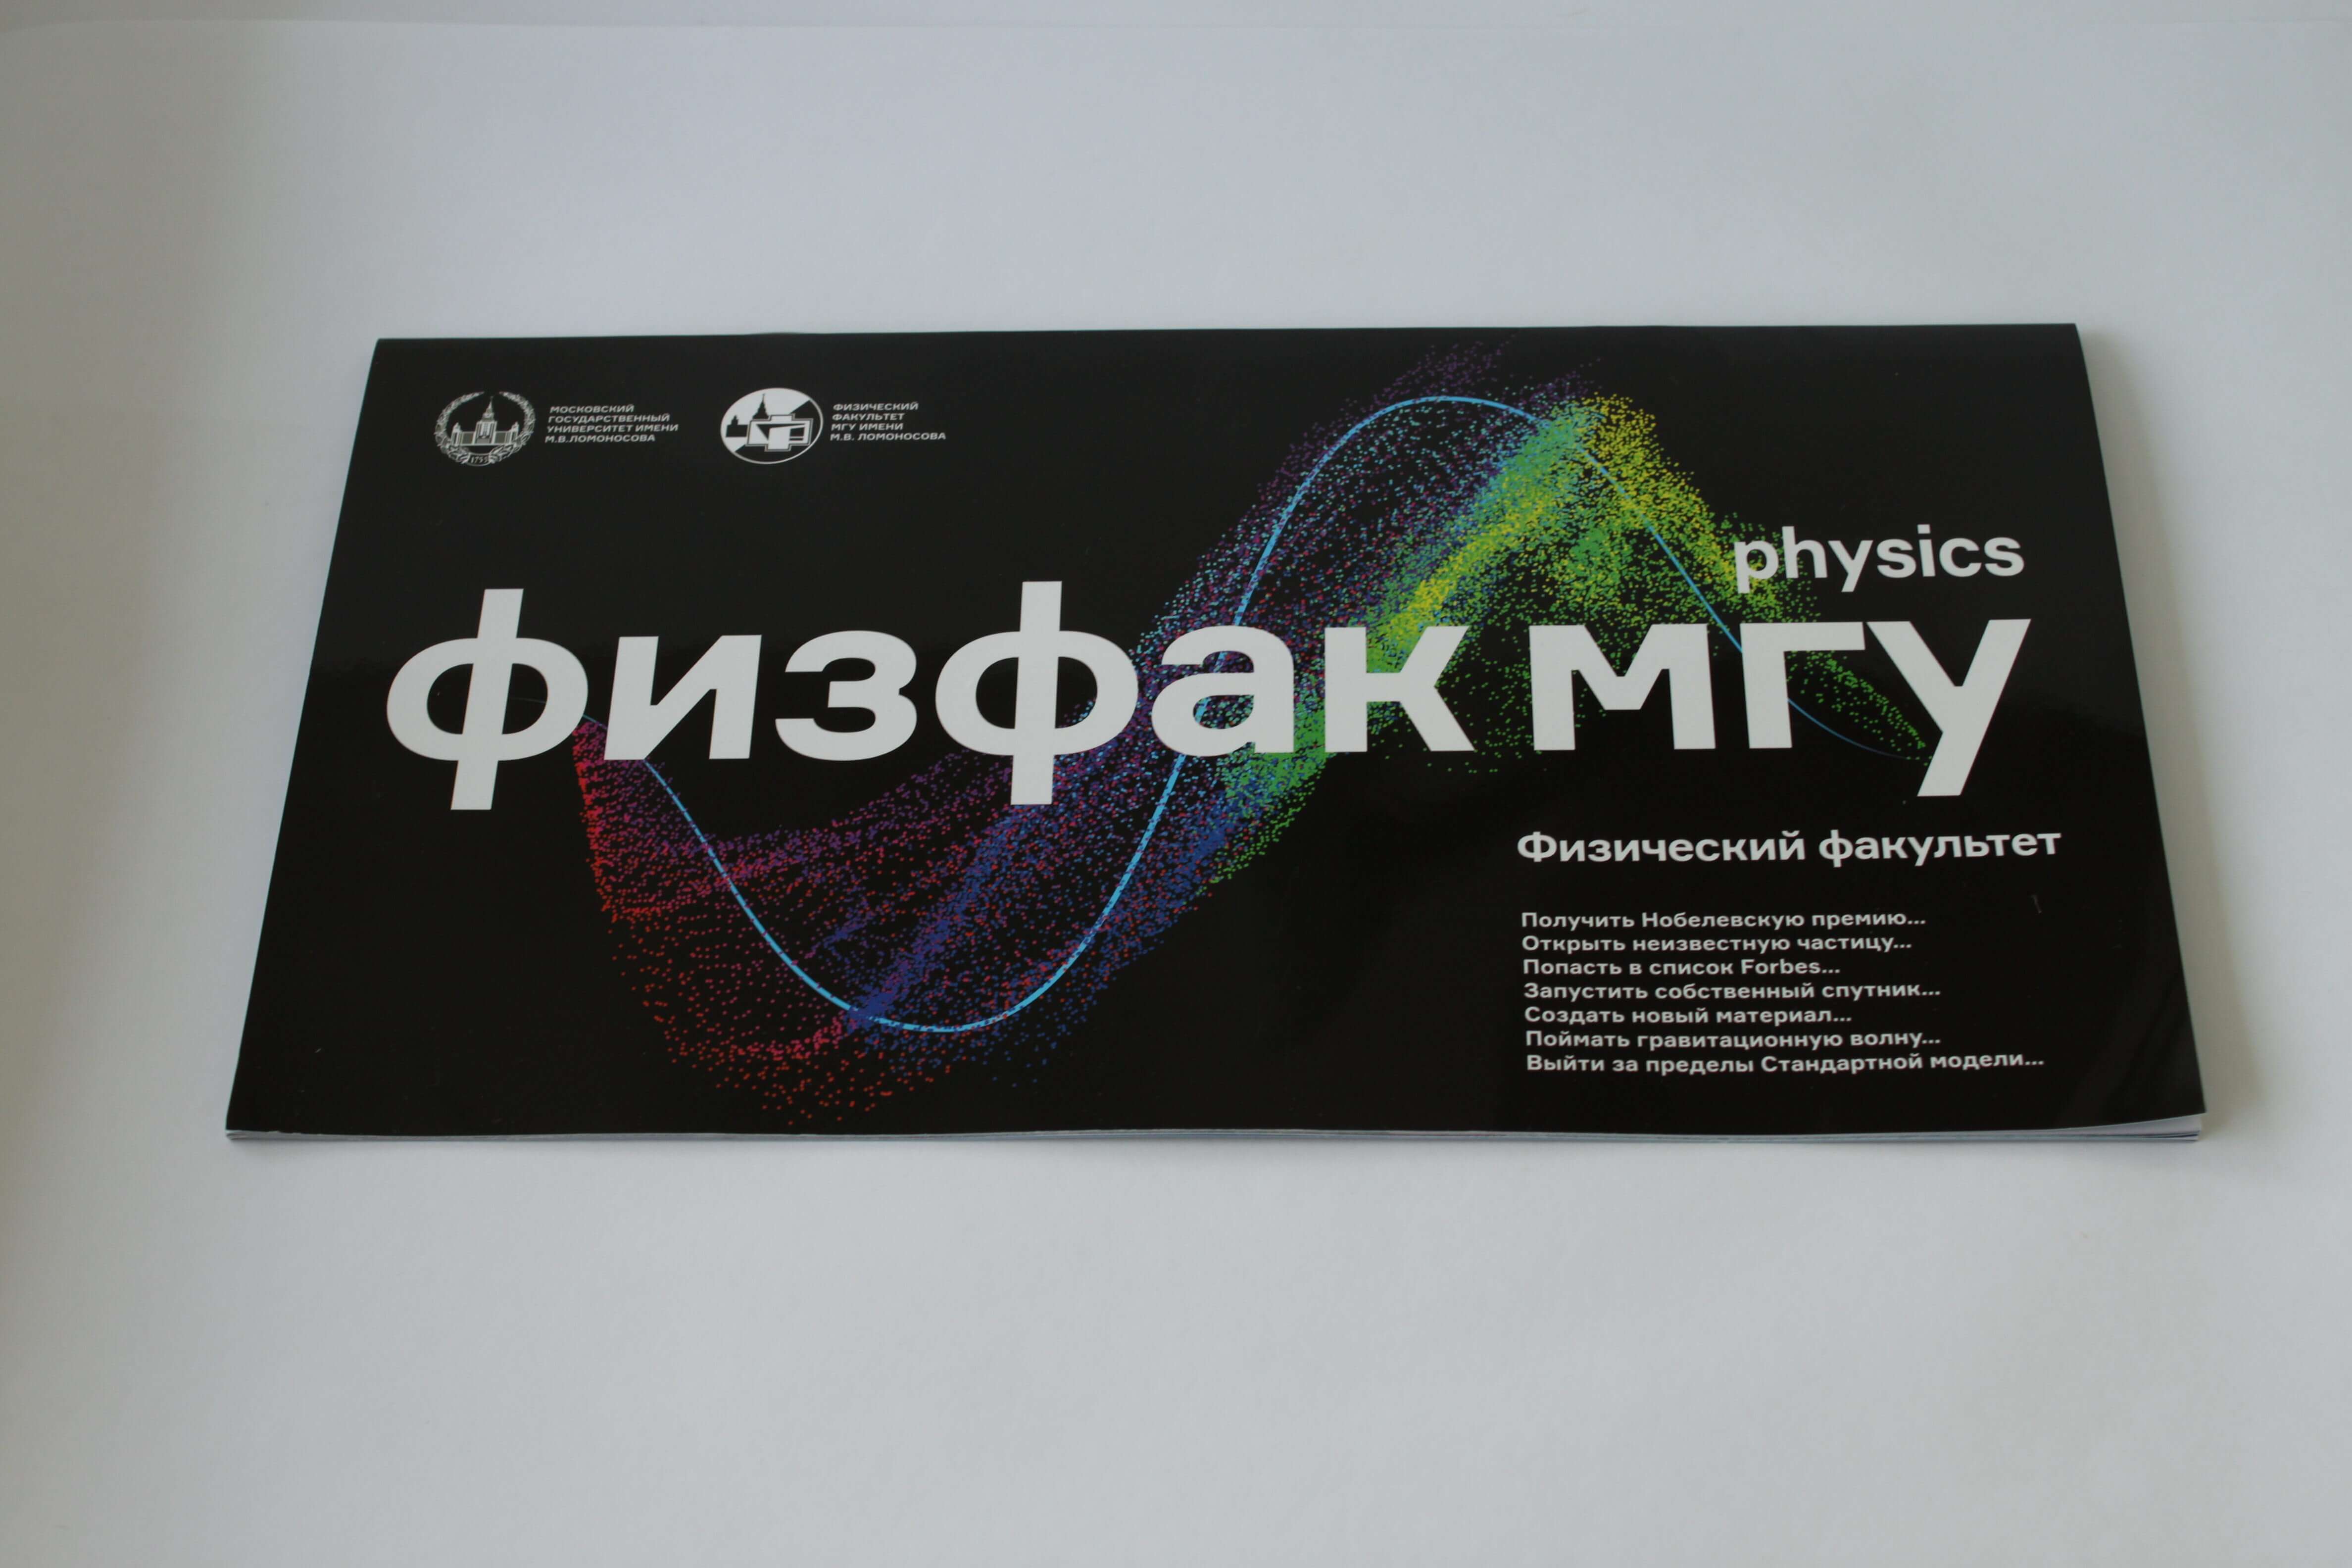 МОСКОВСКИЙ
ГОСУДАРСТВЕННЫЙ
УНИВЕРСИТЕТ ИМЕНИ
М.В.ЛОМОНОСОВА
1755
ФИЗИЧЕСКИЙ
ФАКУЛЬТЕТ
МГУ ИМЕНИ
М.В. ЛОМОНОСОВА
physics
физфак мгу
Физический факультет
Получить Нобелевскую премию...
Открыть неизвестную частицу...
Попасть в список Forbes...
Запустить собственный спутник...
Создать новый материал...
Поймать гравитационную волну...
Выйти за пределы Стандартной модели...